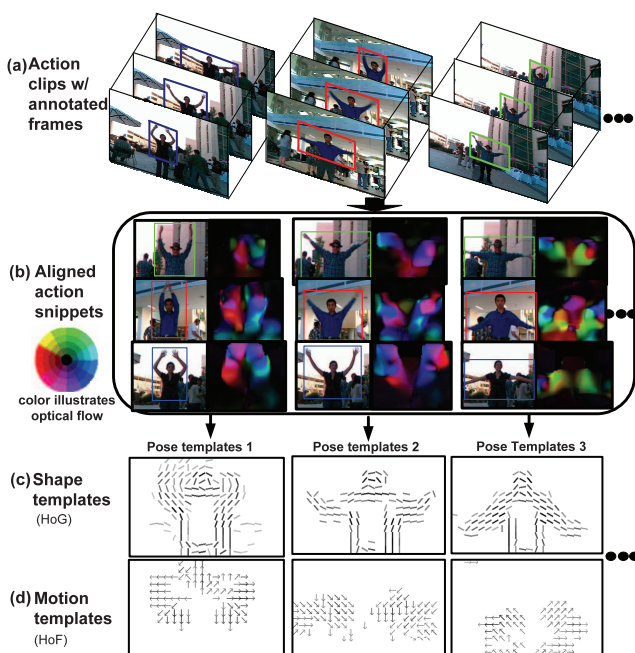 (a) Action
clips w/
annotated
frames
(b) Aligned
action
snippets
color illustrates
optical flow
Pose templates 1
Pose templates 2
Pose Templates 3
(c) Shape
templates
(HoG)
(d) Motion
templates
(HoF)